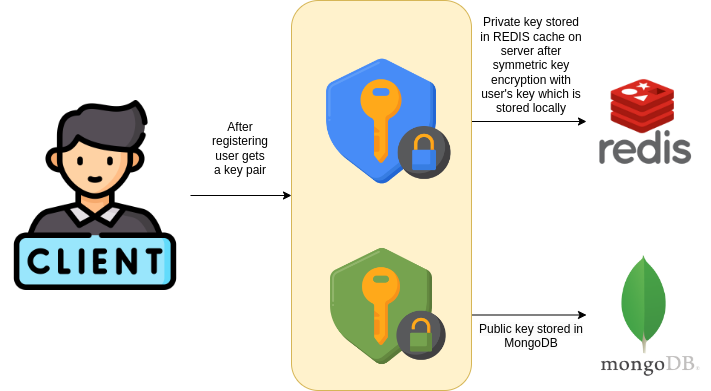 Private key stored
in REDIS cache on
server after
symmetric key
encryption with
user's key which is
stored locally
After
registering
user gets
a key pair
redis
CLIENT
Public key stored in
MongoDB
mongoDB®